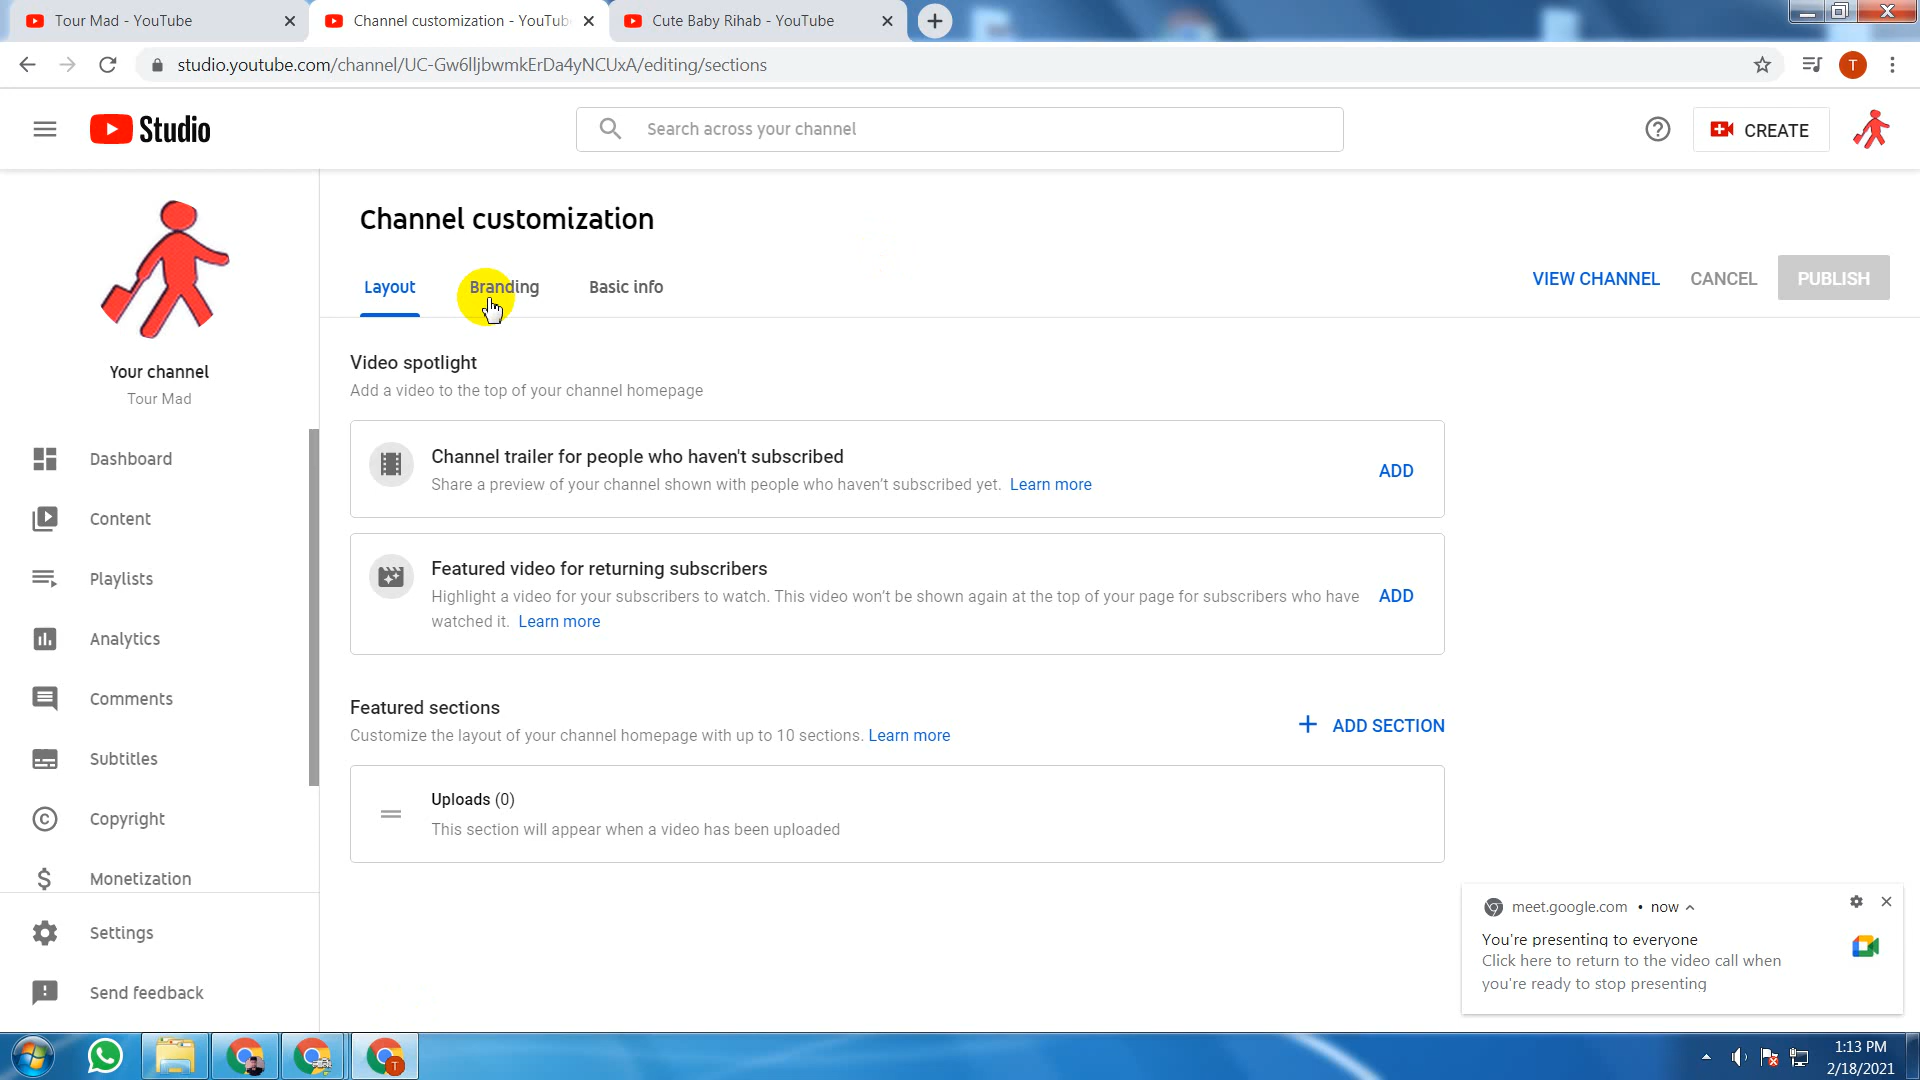 Tour Mad - YouTube
Channel customization - YouTub
Cute Baby Rihab - YouTube
studio.youtube.com/channel/UC-Gw6lljbwmkErDa4yNCUxA/editing/sections
T
Studio
Search across your channel
CREATE
Channel customization
Layout
Branding
Basic info
VIEW CHANNEL
CANCEL
PUBLISH
Your channel
Tour Mad
Dashboard
Content
Playlists
Analytics
Comments
Subtitles
Copyright
Monetization
Settings
Send feedback
Video spotlight
Add a video to the top of your channel homepage
Channel trailer for people who haven't subscribed
Share a preview of your channel shown with people who haven't subscribed yet. Learn more
ADD
Featured video for returning subscribers
Highlight a video for your subscribers to watch. This video won't be shown again at the top of your page for subscribers who have
watched it. Learn more
ADD
Featured sections
Customize the layout of your channel homepage with up to 10 sections. Learn more
+ ADD SECTION
Uploads (0)
This section will appear when a video has been uploaded
meet.google.com • now
You're presenting to everyone
Click here to return to the video call when
you're ready to stop presenting
T
1:13 PM
2/18/2021